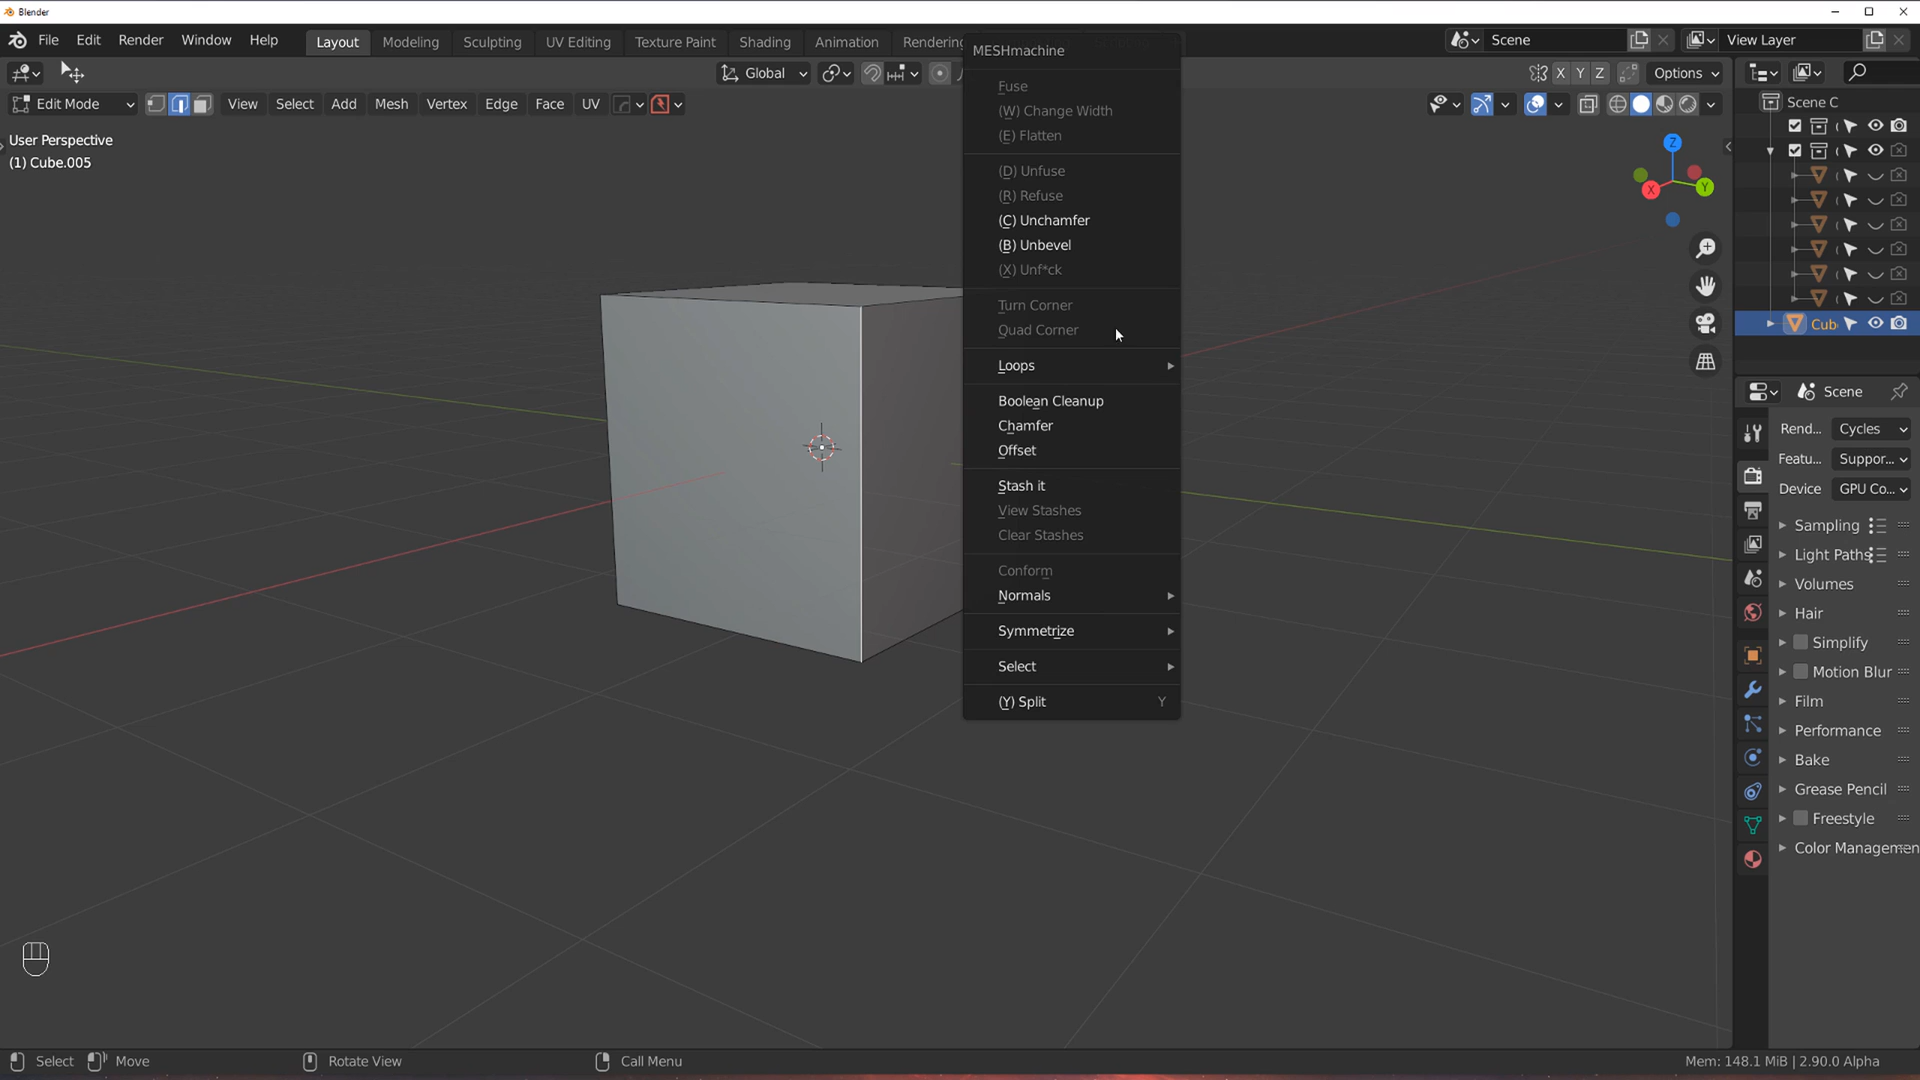 Blender
File Edit Render Window Help Layout Modeling Sculpting UV Editing Texture Paint Shading Animation Rendering Scene View Layer
Global X Y Z Options
Edit Mode View Select Add Mesh Vertex Edge Face UV
User Perspective
(1) Cube.005
MESHmachine
Fuse
(W) Change Width
(E) Flatten
(D) Unfuse
(R) Refuse
(C) Unchamfer
(B) Unbevel
(X) Unf*ck
Turn Corner
Quad Corner
Loops
Boolean Cleanup
Chamfer
Offset
Stash it
View Stashes
Clear Stashes
Conform
Normals
Symmetrize
Select
(Y) Split Y
Z
Y
X
Scene C
Cub
Scene
Rend... Cycles
Featu... Suppor...
Device GPU Co...
Sampling
Light Paths
Volumes
Hair
Simplify
Motion Blur
Film
Performance
Bake
Grease Pencil
Freestyle
Color Managemen
Select Move Rotate View Call Menu Mem: 148.1 MiB | 2.90.0 Alpha